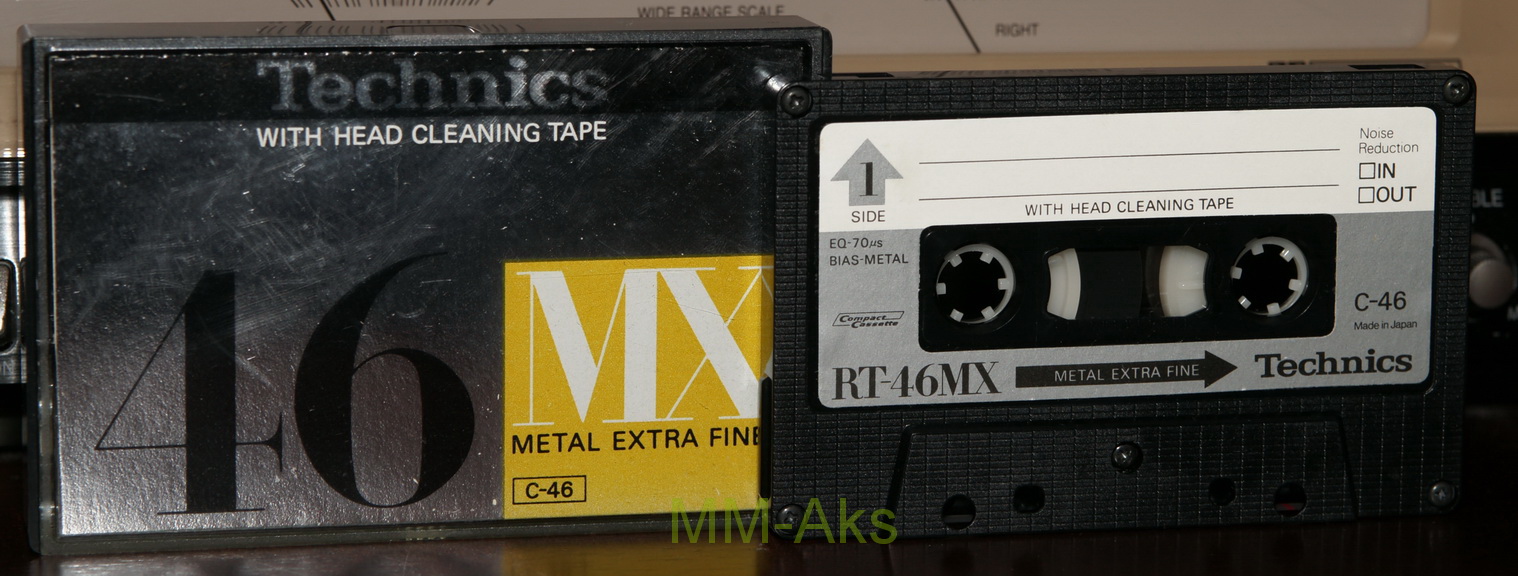 WIDE RANGE SCALE
RIGHT
Technics
WITH HEAD CLEANING TAPE
46
MX
METAL EXTRA FINE
C-46
1
SIDE
Noise
Reduction
IN
OUT
WITH HEAD CLEANING TAPE
EQ-70μs
BIAS-METAL
Compact
Cassette
C-46
Made in Japan
RT-46MX
METAL EXTRA FINE
Technics
MM-Aks